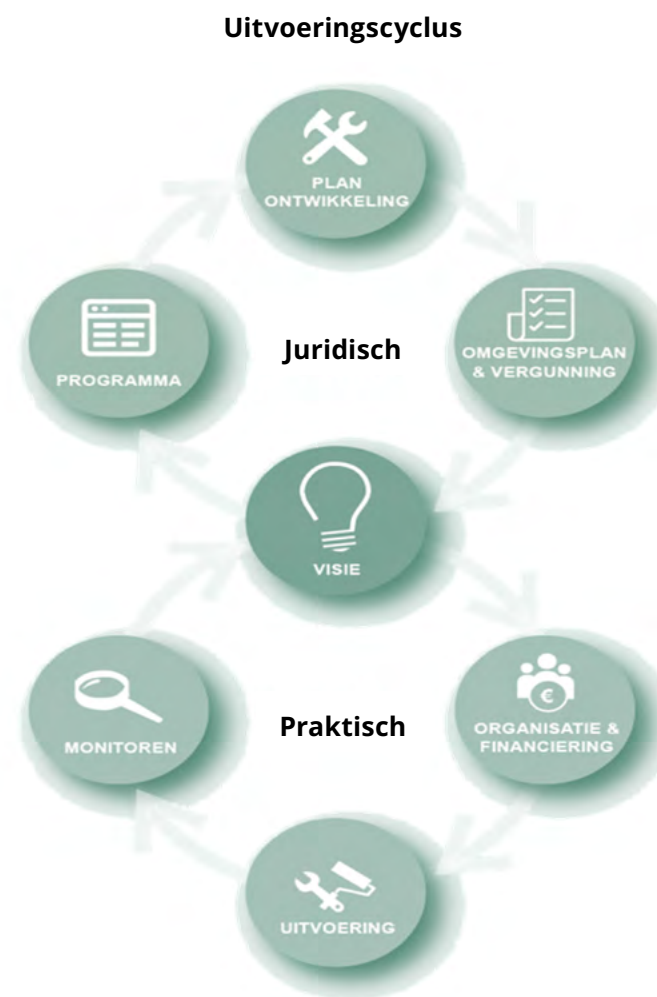 Uitvoeringscyclus
PLAN
ONTWIKKELING
PROGRAMMA
Juridisch
OMGEVINGSPLAN
& VERGUNNING
VISIE
MONITOREN
Praktisch
€
ORGANISATIE &
FINANCIERING
UITVOERING